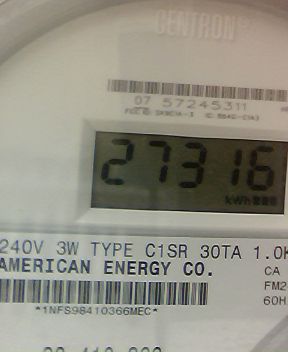 CENTRON
07 57245311
27316
kWh
240V 3W TYPE C1SR 30TA 1.0K
AMERICAN ENERGY CO.
CA
FM2
60H
*1NFS98410366MEC*